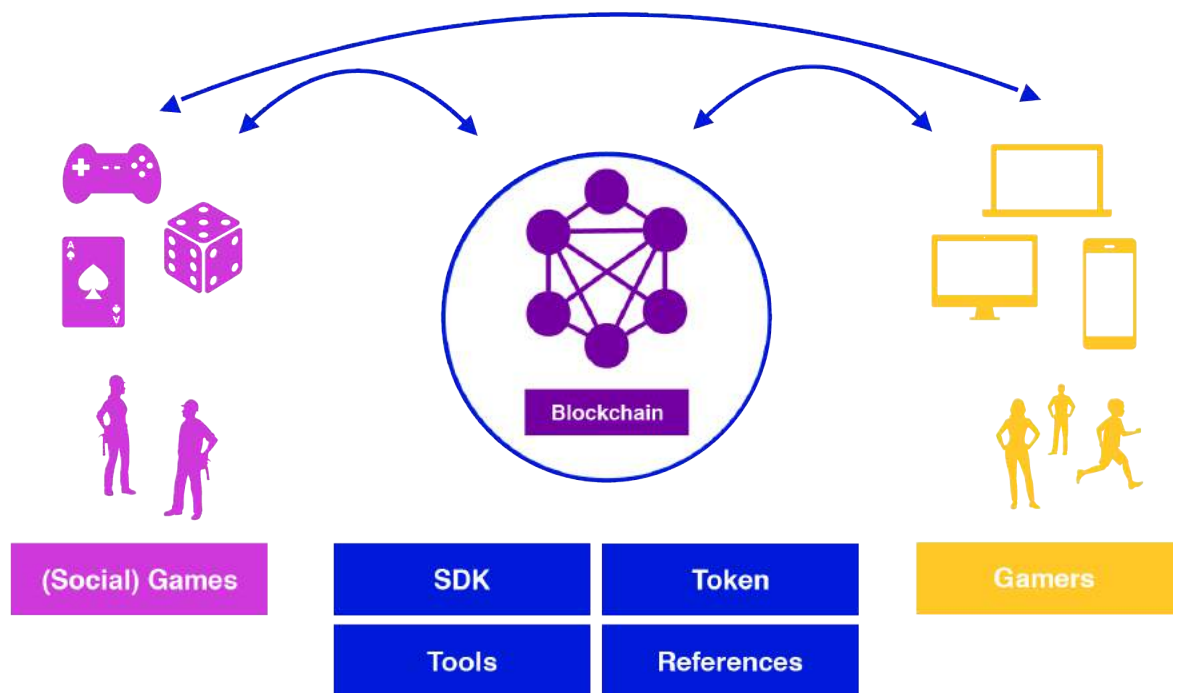 A
A
Blockchain
(Social) Games
SDK
Token
Gamers
Tools
References